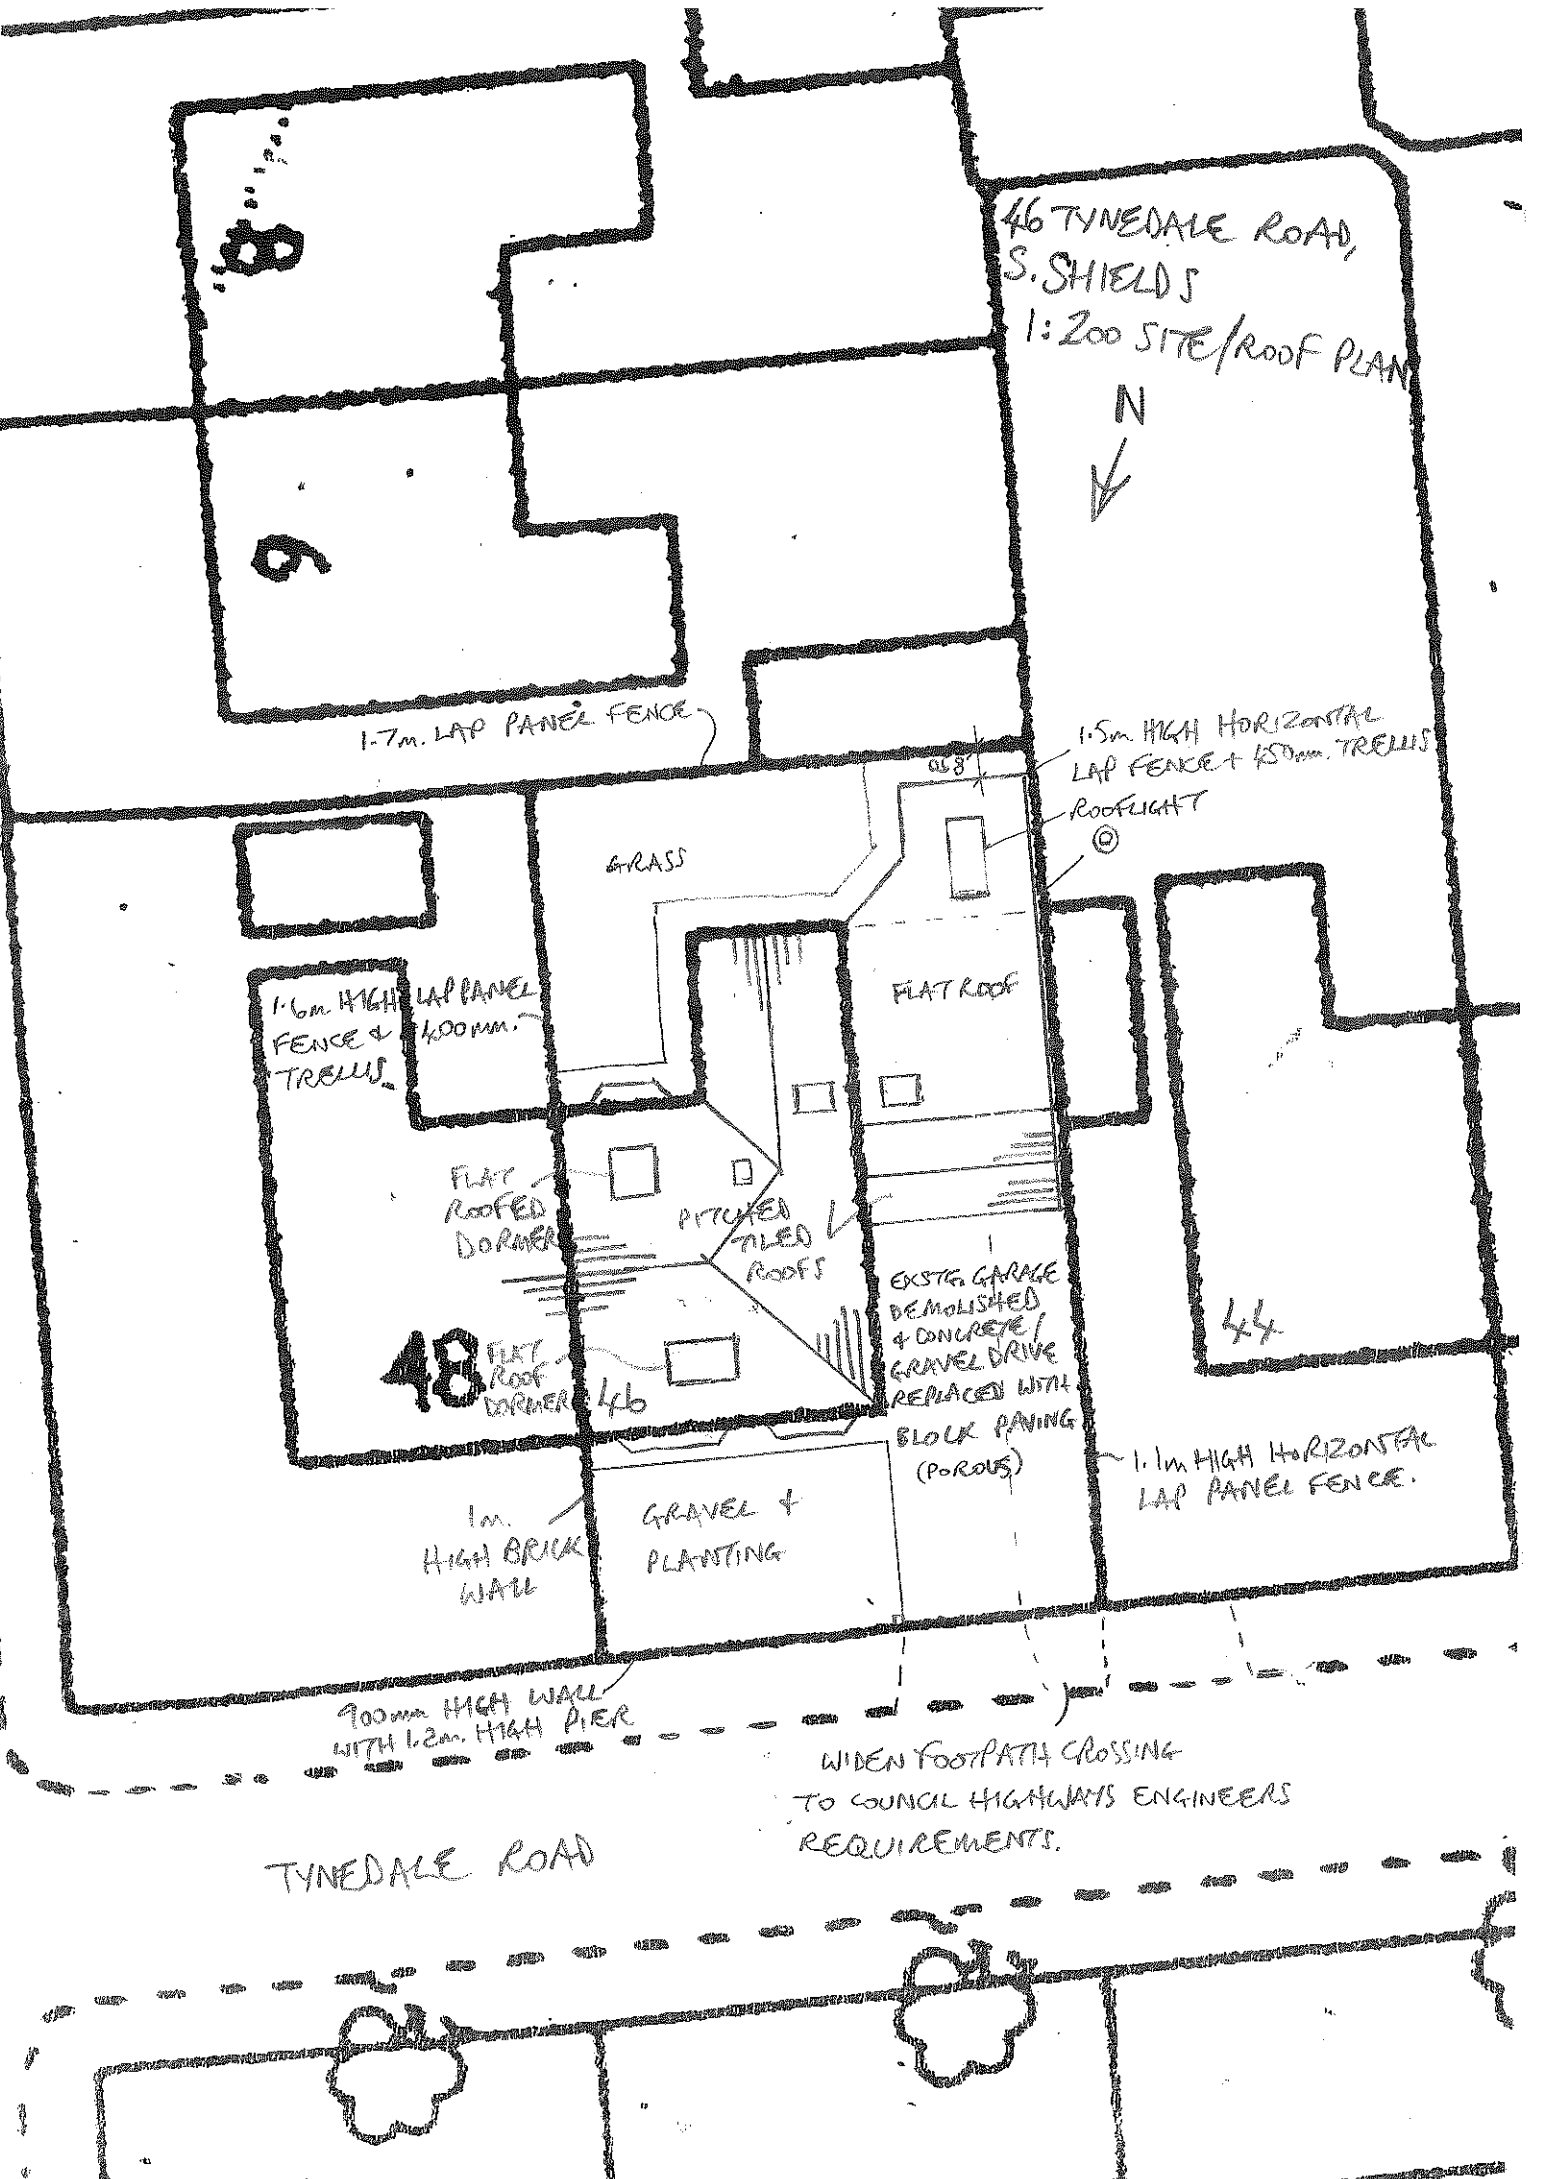 8
46 TYNEDALE ROAD,
S. SHIELDS
1:200 SITE/ROOF PLAN
N
9
1.7m. LAP PANEL FENCE
850
1.5m HIGH HORIZONTAL
LAP FENCE + 450mm. TRELLIS
ROOFLIGHT
GRASS
FLAT ROOF
1.6m HIGH LAP PANEL
FENCE & 400mm.
TRELLIS
FLAT
ROOFED
DORMER
PITCHED
TILED
ROOFS
EXSTG. GARAGE
DEMOLISHED
& CONCRETE/
GRAVEL DRIVE
REPLACED WITH
BLOCK PAVING
(POROUS)
44
48
FLAT
ROOF
DORMER
46
1.1m HIGH HORIZONTAL
LAP PANEL FENCE.
1m.
HIGH BRICK
WALL
GRAVEL +
PLANTING
900mm HIGH WALL
WITH 1.2m. HIGH PIER
WIDEN FOOTPATH CROSSING
TO COUNCIL HIGHWAYS ENGINEERS
REQUIREMENTS.
TYNEDALE ROAD